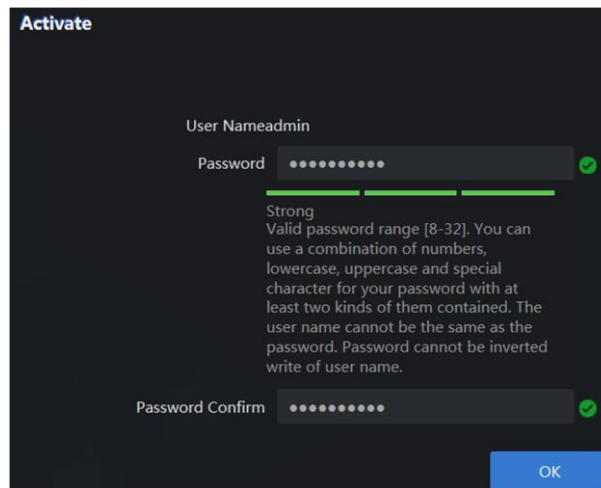 Activate
User Nameadmin
Password ●●●●●●●●●●
Strong
Valid password range [8-32]. You can
use a combination of numbers,
lowercase, uppercase and special
character for your password with at
least two kinds of them contained. The
user name cannot be the same as the
password. Password cannot be inverted
write of user name.
Password Confirm ●●●●●●●●●●
OK